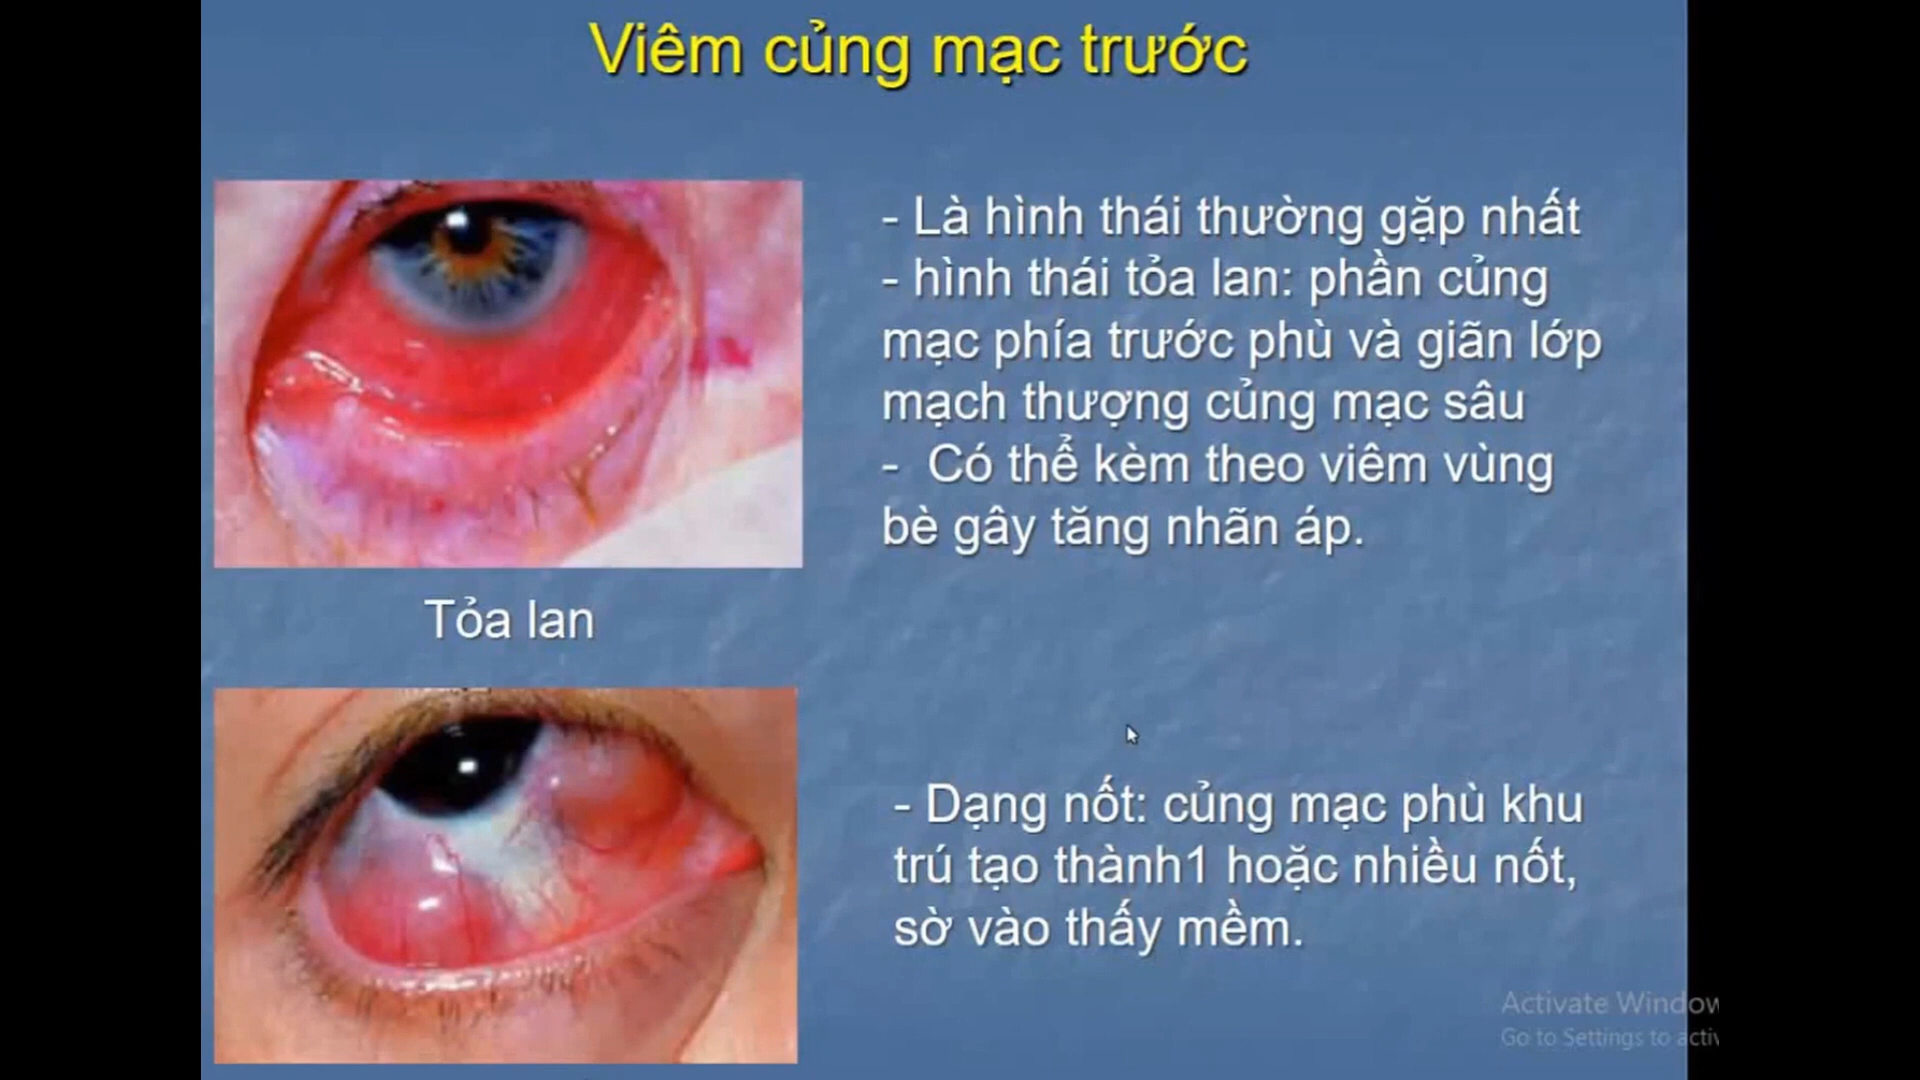 Viêm củng mạc trước
- Là hình thái thường gặp nhất
- hình thái tỏa lan: phần củng
mạc phía trước phù và giãn lớp
mạch thượng củng mạc sâu
- Có thể kèm theo viêm vùng
bè gây tăng nhãn áp.
Tỏa lan
- Dạng nốt: củng mạc phù khu
trú tạo thành1 hoặc nhiều nốt,
sờ vào thấy mềm.
Activate Window
Go to Settings to activ